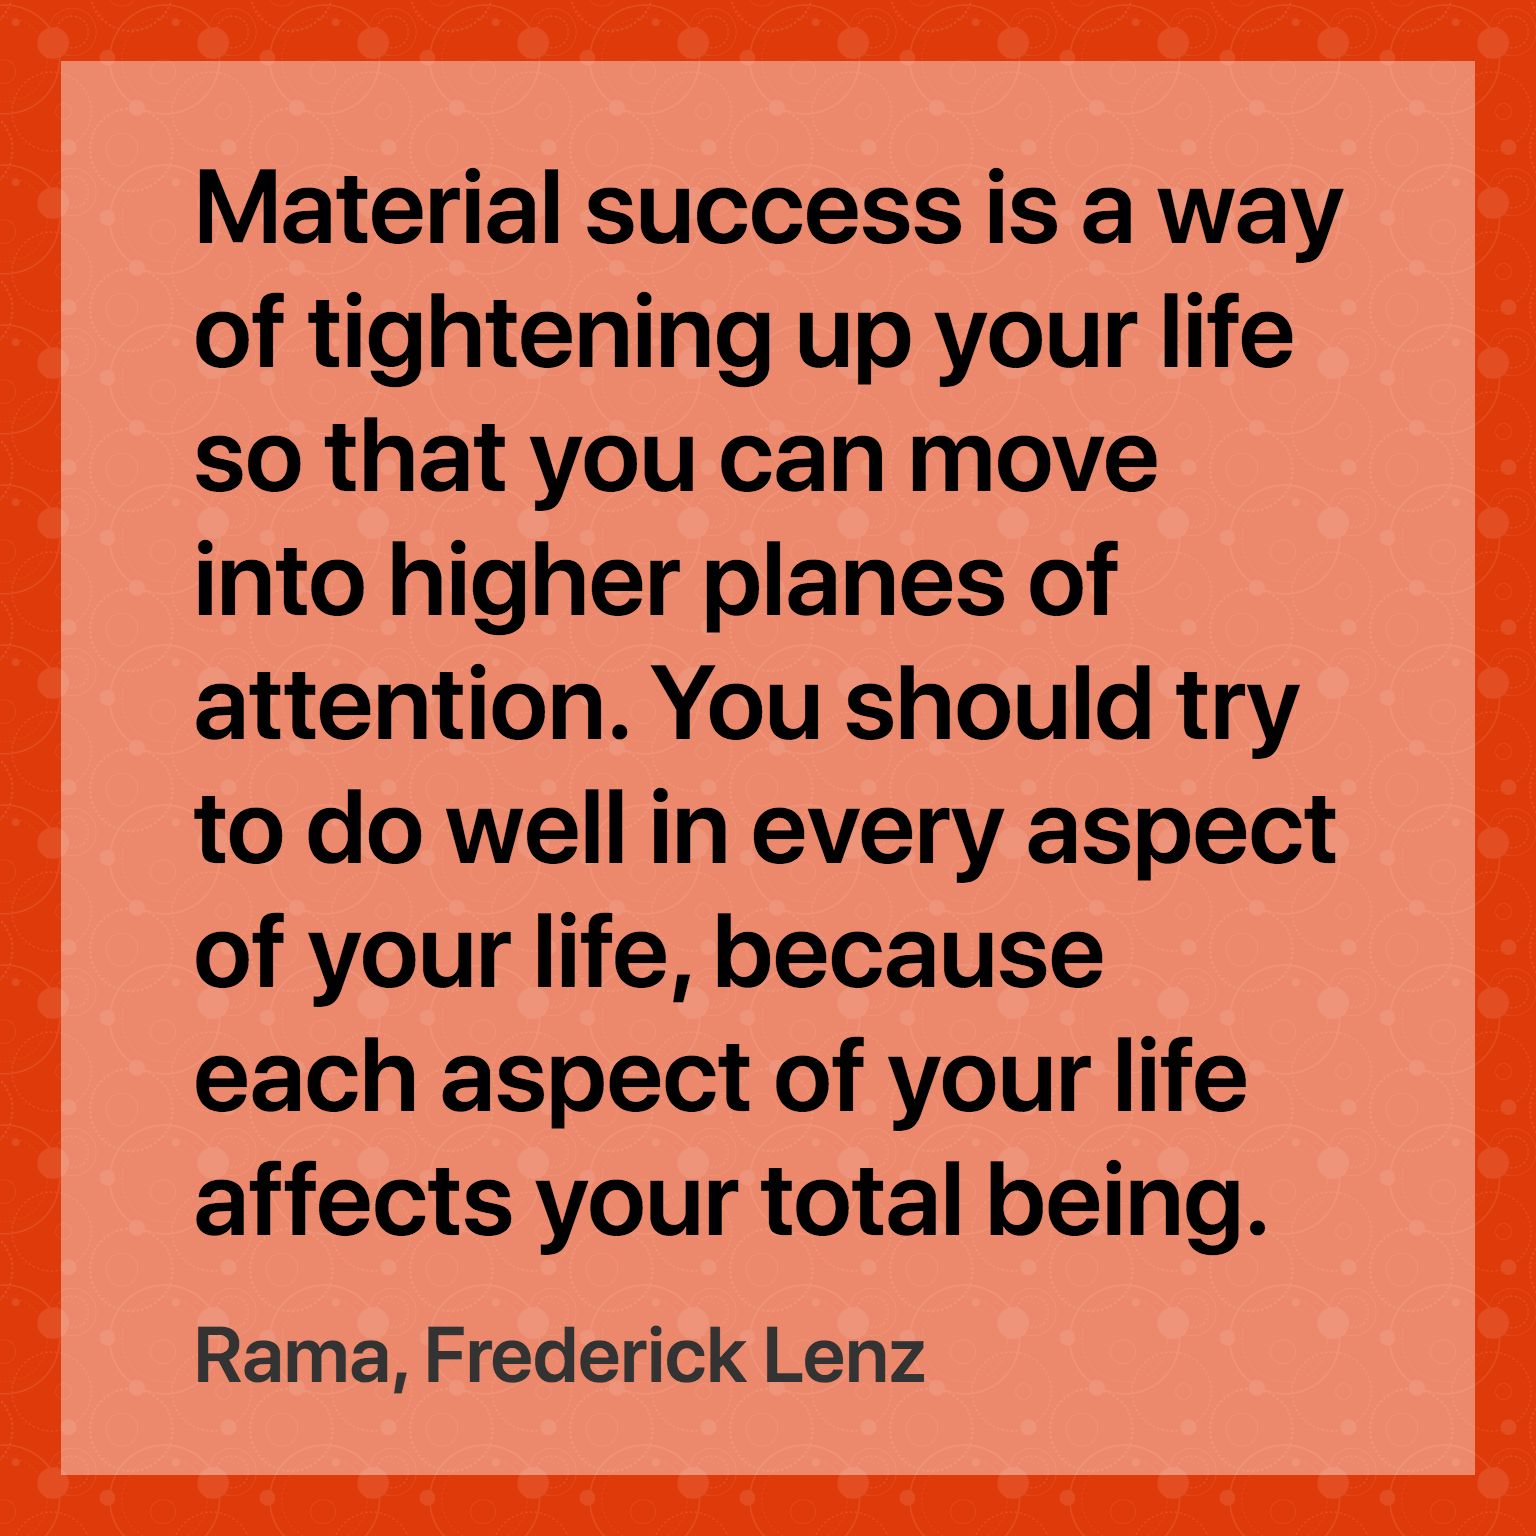 Material success is a way
of tightening up your life
so that you can move
into higher planes of
attention. You should try
to do well in every aspect
of your life, because
each aspect of your life
affects your total being.
Rama, Frederick Lenz